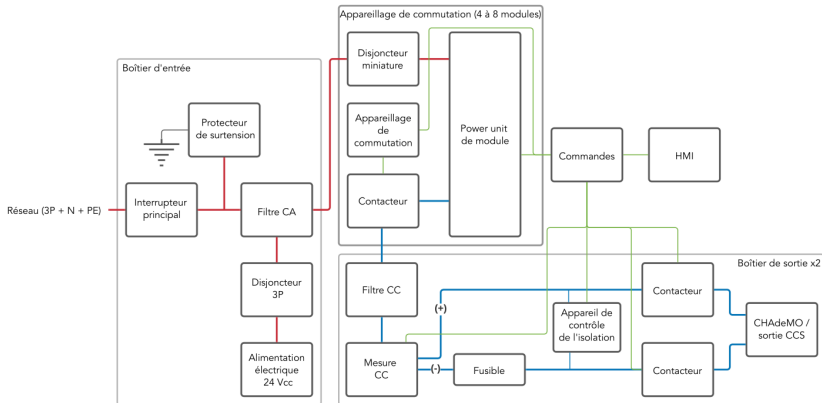 Appareillage de commutation (4 à 8 modules)
Boîtier d'entrée
Disjoncteur
miniature
Protecteur
de surtension
Appareillage
de
commutation
Power unit
de module
Commandes
HMI
Réseau (3P + N + PE)
Interrupteur
principal
Filtre CA
Contacteur
Boîtier de sortie x2
Disjoncteur
3P
Filtre CC
Contacteur
(+)
Appareil de
contrôle
de l'isolation
CHAdeMO /
sortie CCS
Alimentation
électrique
24 Vcc
Mesure
CC
(-)
Fusible
Contacteur